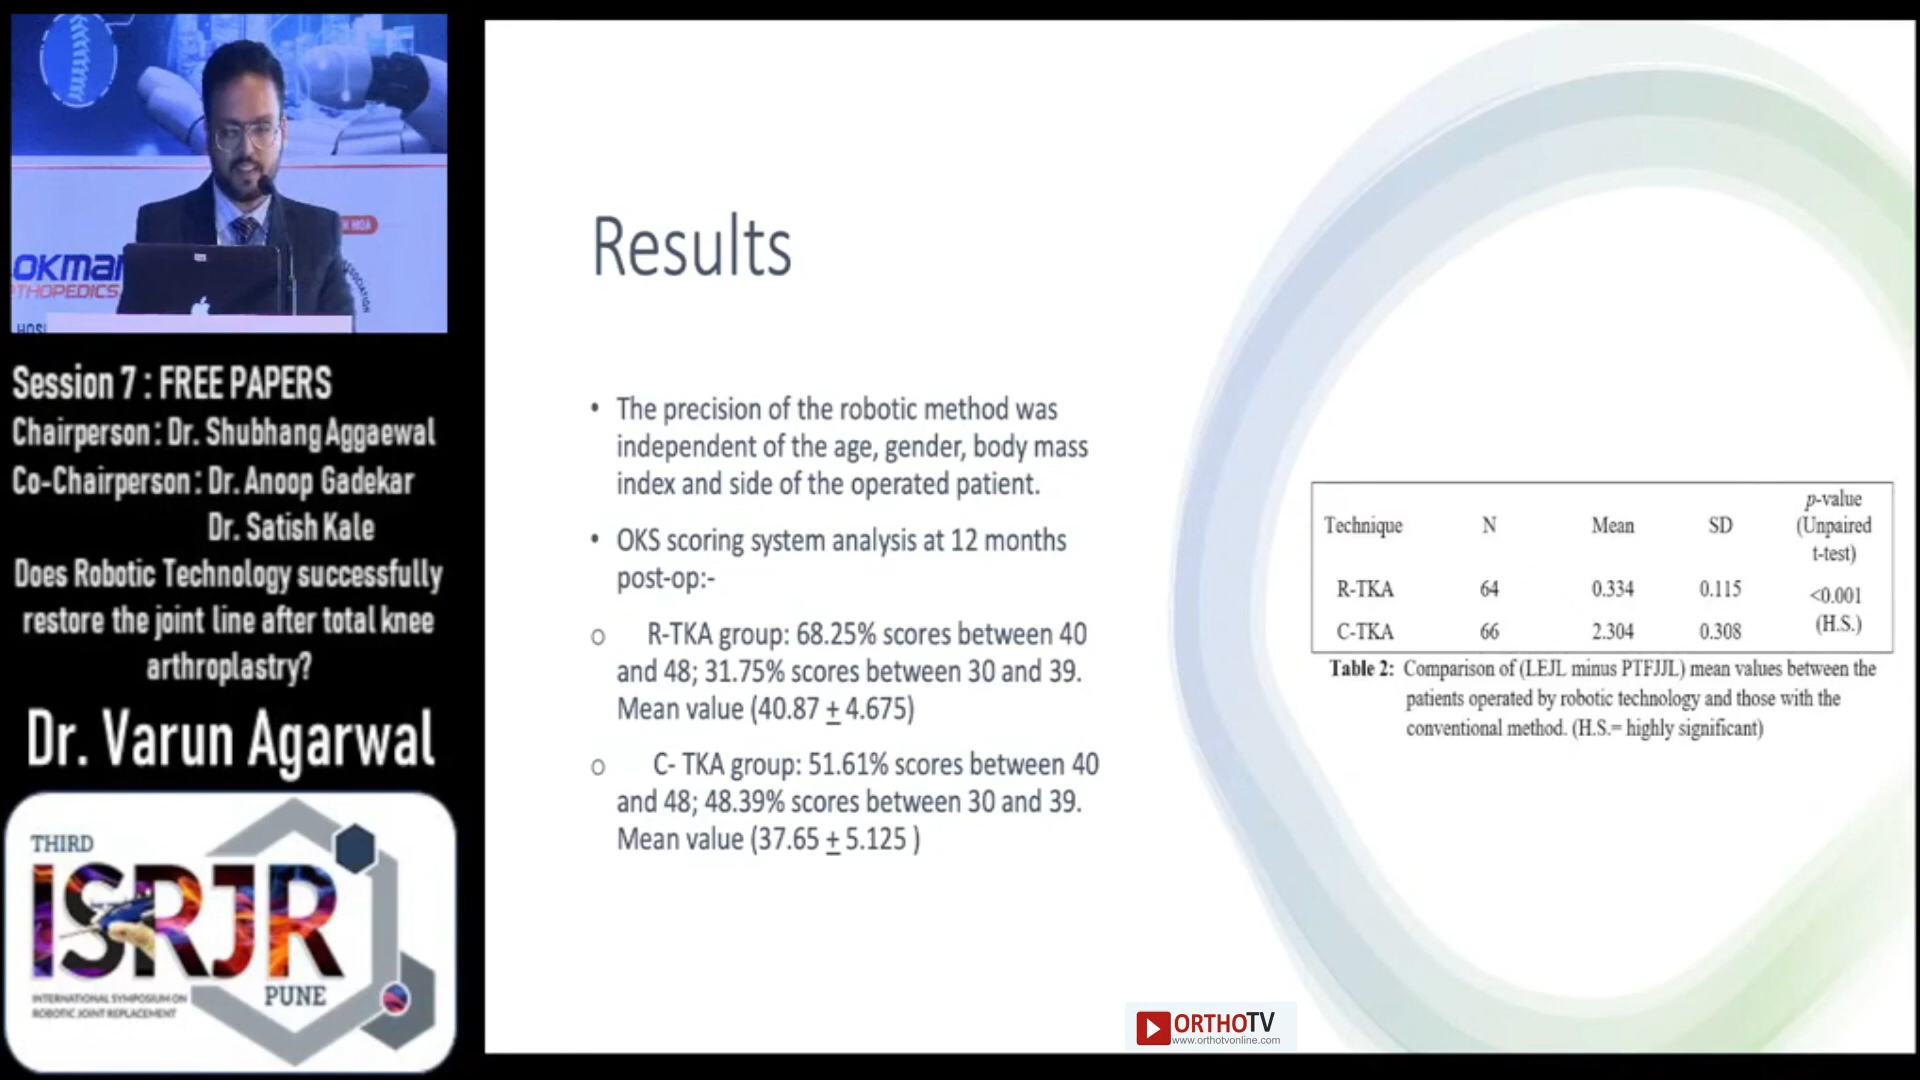 OKMA
THOPEDICS
HOSI
SOCIATION
Session 7 : FREE PAPERS
Chairperson : Dr. Shubhang Aggaewal
Co-Chairperson : Dr. Anoop Gadekar
Dr. Satish Kale
Does Robotic Technology successfully
restore the joint line after total knee
arthroplastry?
Dr. Varun Agarwal
THIRD
ISRJR
PUNE
INTERNATIONAL SYMPOSIUM ON
ROBOTIC JOINT REPLACEMENT
Results
• The precision of the robotic method was
independent of the age, gender, body mass
index and side of the operated patient.
• OKS scoring system analysis at 12 months
post-op:-
o R-TKA group: 68.25% scores between 40
and 48; 31.75% scores between 30 and 39.
Mean value (40.87 ± 4.675)
o C- TKA group: 51.61% scores between 40
and 48; 48.39% scores between 30 and 39.
Mean value (37.65 ± 5.125 )
Technique N Mean SD p-value (Unpaired t-test)
R-TKA 64 0.334 0.115 <0.001
C-TKA 66 2.304 0.308 (H.S.)
Table 2: Comparison of (LEJL minus PTFJJL) mean values between the
patients operated by robotic technology and those with the
conventional method. (H.S.= highly significant)
ORTHOTV
www.orthotvonline.com